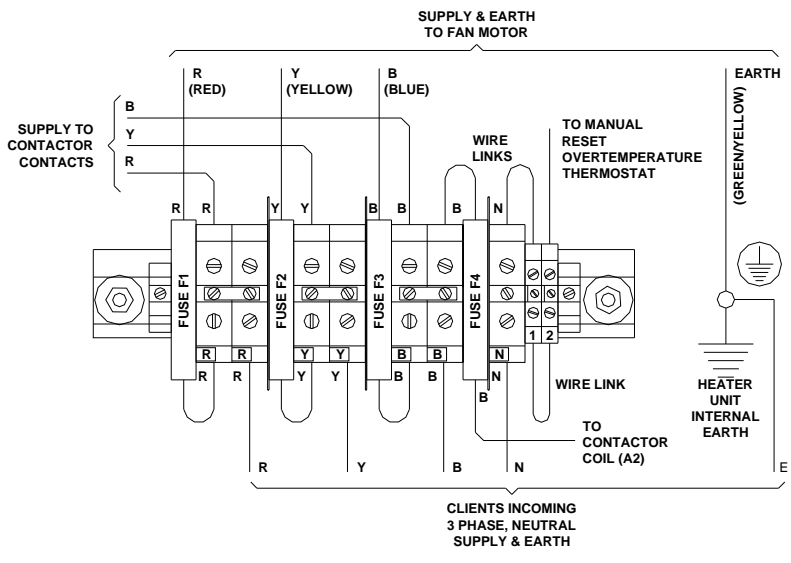 SUPPLY & EARTH
TO FAN MOTOR
R
(RED)
Y
(YELLOW)
B
(BLUE)
EARTH
(GREEN/YELLOW)
SUPPLY TO
CONTACTOR
CONTACTS
B
Y
R
WIRE
LINKS
TO MANUAL
RESET
OVERTEMPERATURE
THERMOSTAT
R R Y Y B B B N
FUSE F1
FUSE F2
FUSE F3
FUSE F4
1 2
R R Y Y B B N
R R Y Y B B N
B
WIRE LINK
HEATER
UNIT
INTERNAL
EARTH
TO
CONTACTOR
COIL (A2)
R Y B N E
CLIENTS INCOMING
3 PHASE, NEUTRAL
SUPPLY & EARTH